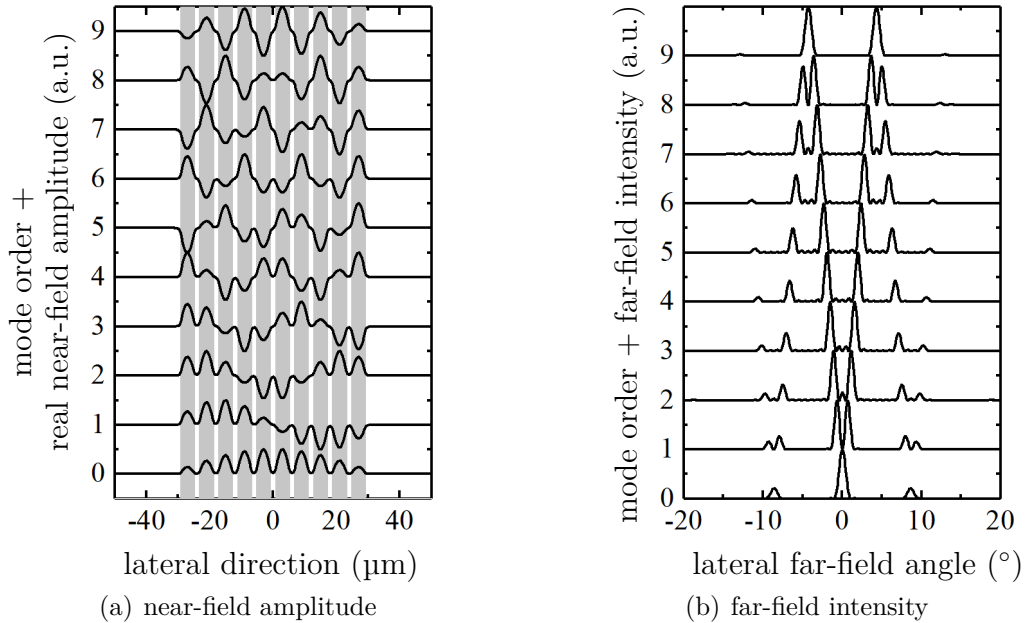 mode order +
real near-field amplitude (a.u.)
9
8
7
6
5
4
3
2
1
0
-40 -20 0 20 40
lateral direction (µm)
(a) near-field amplitude
mode order + far-field intensity (a.u.)
9
8
7
6
5
4
3
2
1
0
-20 -10 0 10 20
lateral far-field angle (°)
(b) far-field intensity